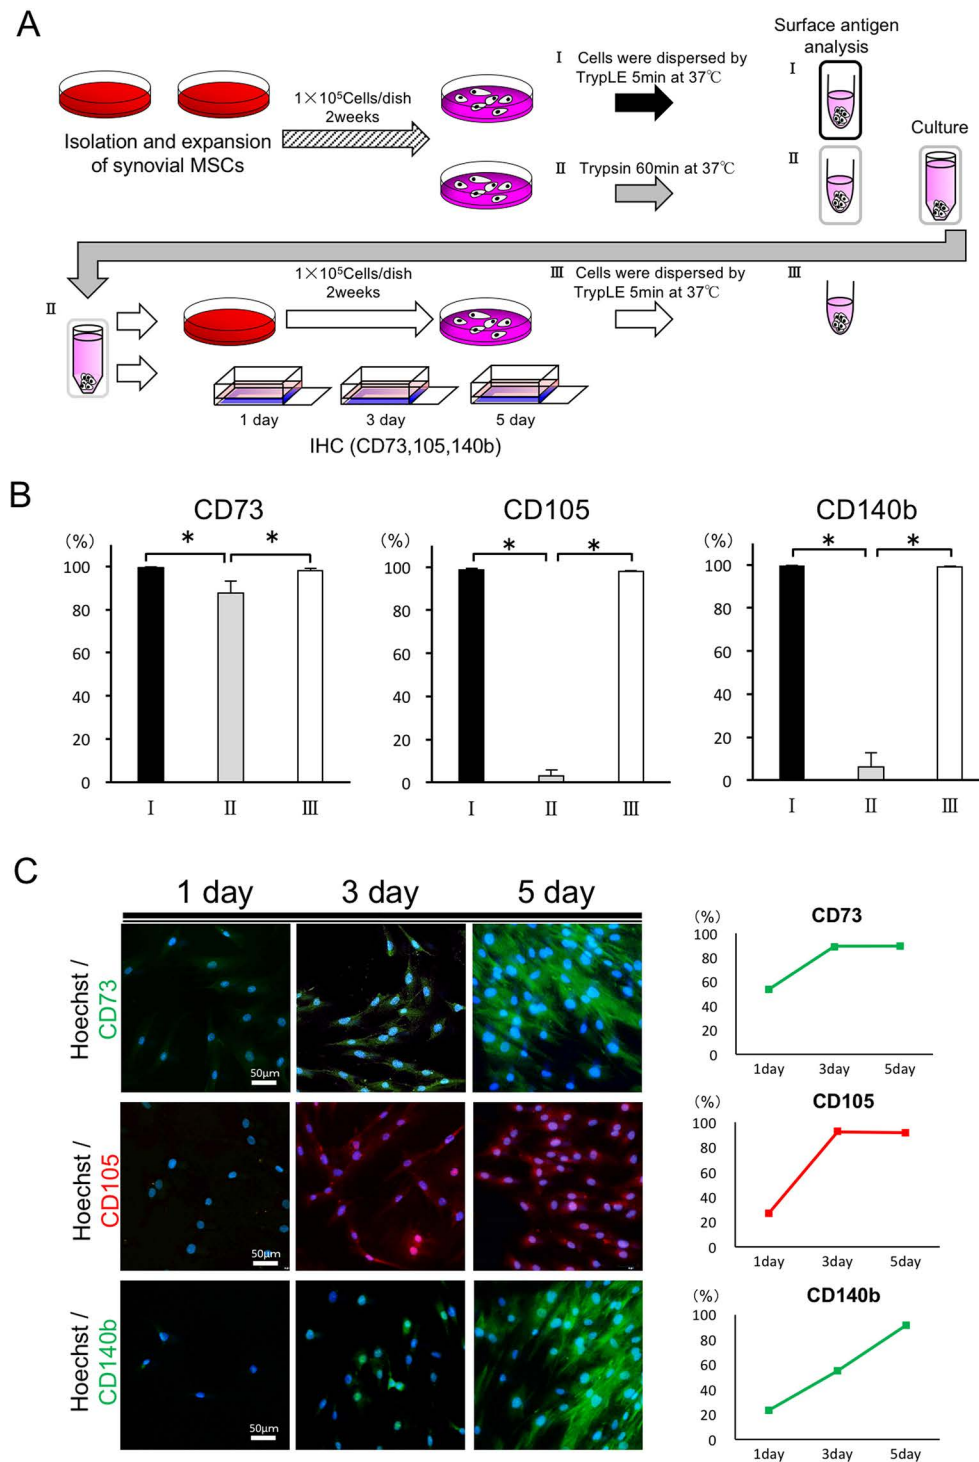 A
Surface antigen
analysis
Ⅰ Cells were dispersed by
TrypLE 5min at 37℃
Ⅰ
1×10⁵Cells/dish
2weeks
Isolation and expansion
of synovial MSCs
Culture
Ⅱ Trypsin 60min at 37℃
Ⅱ
1×10⁵Cells/dish
2weeks
Ⅲ Cells were dispersed by
TrypLE 5min at 37℃
Ⅲ
Ⅱ
1 day 3 day 5 day
IHC (CD73,105,140b)
B
CD73
(%)
* *
100
80
60
40
20
0
Ⅰ Ⅱ Ⅲ
CD105
(%)
* *
100
80
60
40
20
0
Ⅰ Ⅱ Ⅲ
CD140b
(%)
* *
100
80
60
40
20
0
Ⅰ Ⅱ Ⅲ
C
1 day 3 day 5 day
Hoechst /
CD73
50μm
Hoechst /
CD105
50μm
Hoechst /
CD140b
50μm
CD73
(%)
100
80
60
40
20
0
1day 3day 5day
CD105
(%)
100
80
60
40
20
0
1day 3day 5day
CD140b
(%)
100
80
60
40
20
0
1day 3day 5day